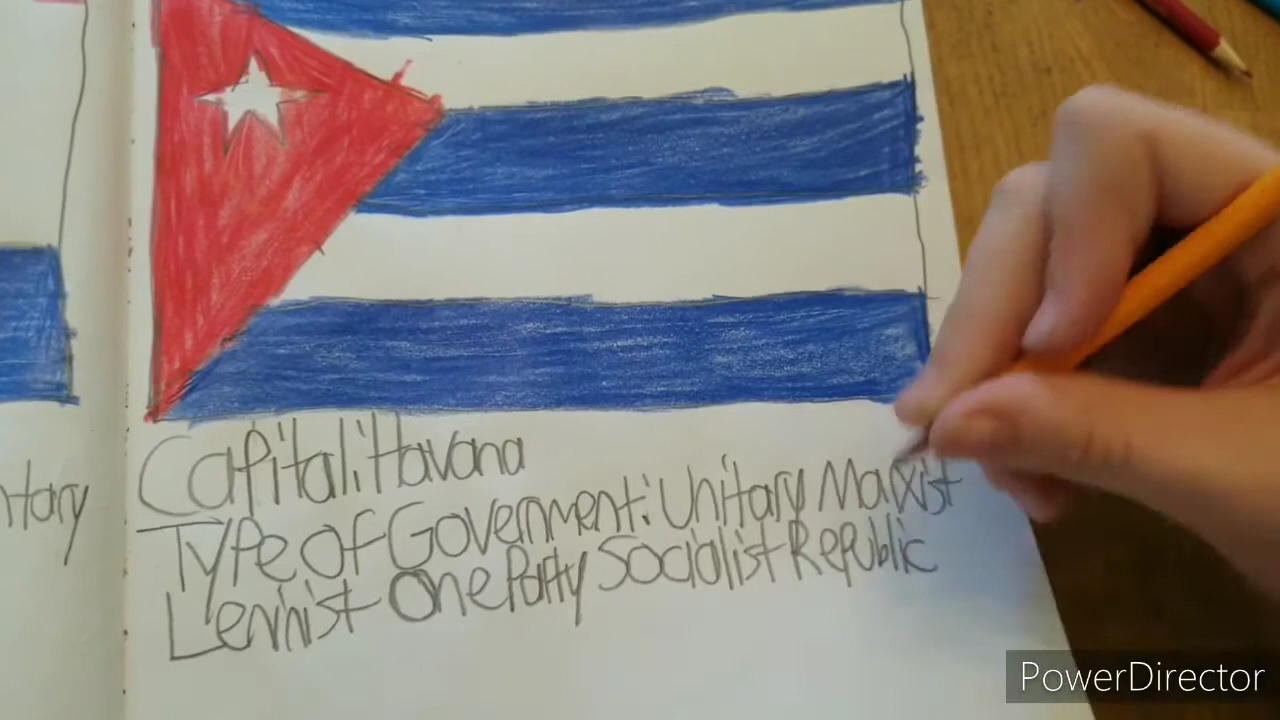 ntary
Capital: Havana
Type of Government: Unitary Marxist
Leninist One Party Socialist Republic
PowerDirector